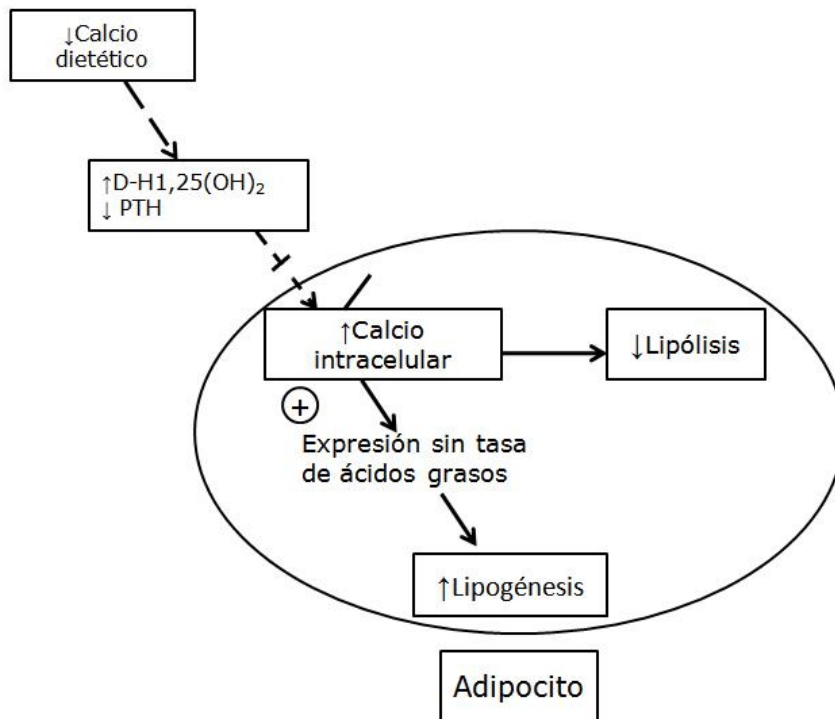 ↓Calcio
dietético
↑D-H1,25(OH)₂
↓ PTH
↑Calcio
intracelular
↓Lipólisis
+
Expresión sin tasa
de ácidos grasos
↑Lipogénesis
Adipocito